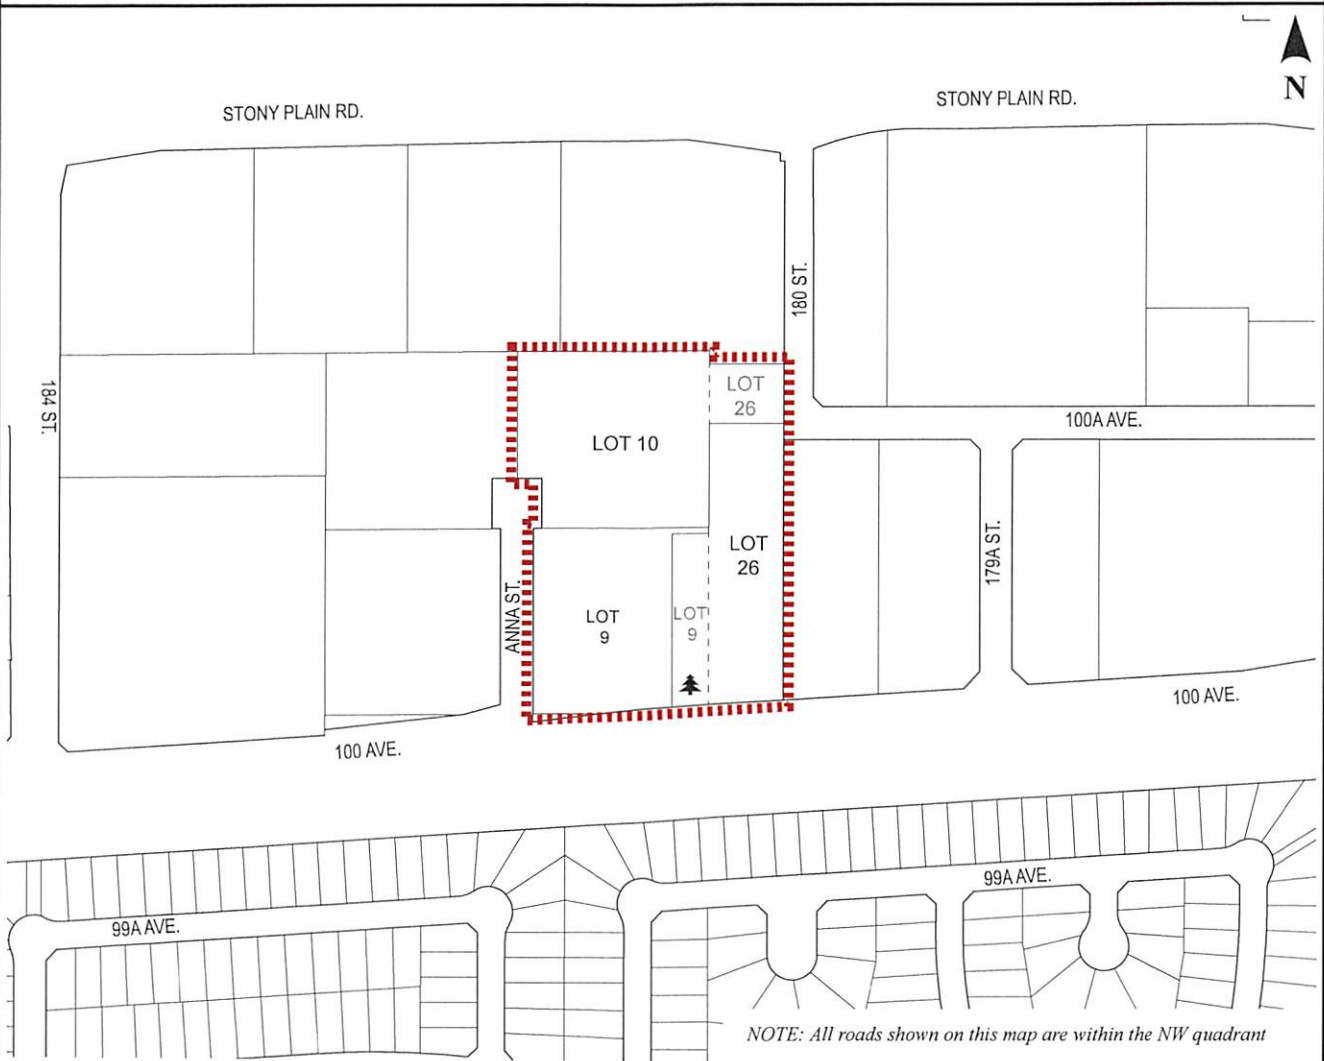 N
STONY PLAIN RD.
STONY PLAIN RD.
180 ST.
184 ST.
LOT
26
100A AVE.
LOT 10
LOT
26
179A ST.
ANNA ST.
LOT
9
LOT
9
100 AVE.
100 AVE.
99A AVE.
99A AVE.
NOTE: All roads shown on this map are within the NW quadrant